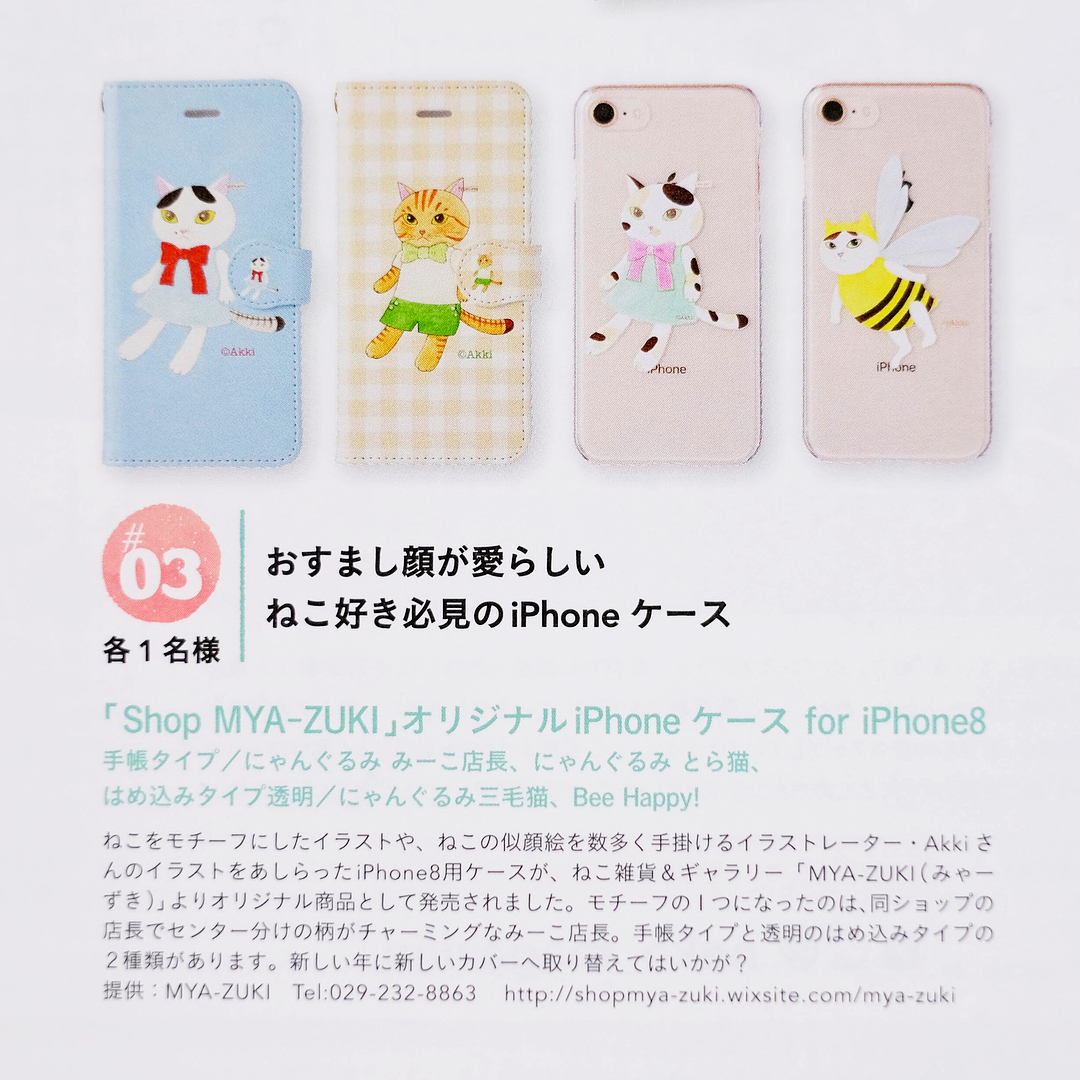 ©Akki
©Akki
iPhone
iPhone
#03
各1名様
おすまし顔が愛らしい
ねこ好き必見のiPhone ケース
「Shop MYA-ZUKI」オリジナルiPhone ケース for iPhone8
手帳タイプ／にゃんぐるみ みーこ店長、にゃんぐるみ とら猫、
はめ込みタイプ透明／にゃんぐるみ三毛猫、Bee Happy!
ねこをモチーフにしたイラストや、ねこの似顔絵を数多く手掛けるイラストレーター・Akki さ
んのイラストをあしらったiPhone8用ケースが、ねこ雑貨＆ギャラリー「MYA-ZUKI（みゃー
ずき）」よりオリジナル商品として発売されました。モチーフの1つになったのは、同ショップの
店長でセンター分けの柄がチャーミングなみーこ店長。手帳タイプと透明のはめ込みタイプの
2種類があります。新しい年に新しいカバーへ取り替えてはいかが？
提供：MYA-ZUKI　Tel:029-232-8863　http://shopmya-zuki.wixsite.com/mya-zuki